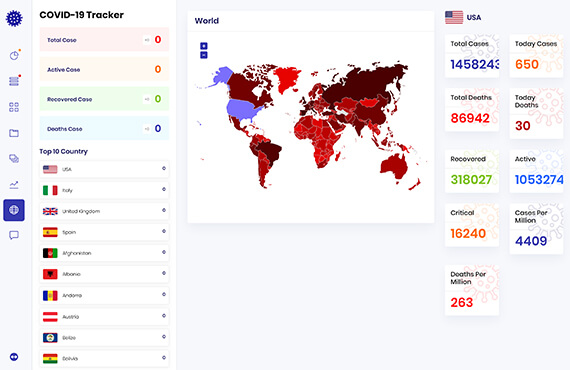 COVID-19 Tracker
Total Case +0 0
Active Case 0
Recovered Case +0 0
Deaths Case +0 0
Top 10 Country
USA 0
Italy 0
United Kingdom 0
Spain 0
Afghanistan 0
Albania 0
Andorra 0
Austria 0
Belize 0
Bolivia 0
World
+
-
USA
Total Cases
1458243
Today Cases
650
Total Deaths
86942
Today
Deaths
30
Recovered
318027
Active
1053274
Critical
16240
Cases Per
Million
4409
Deaths Per
Million
263